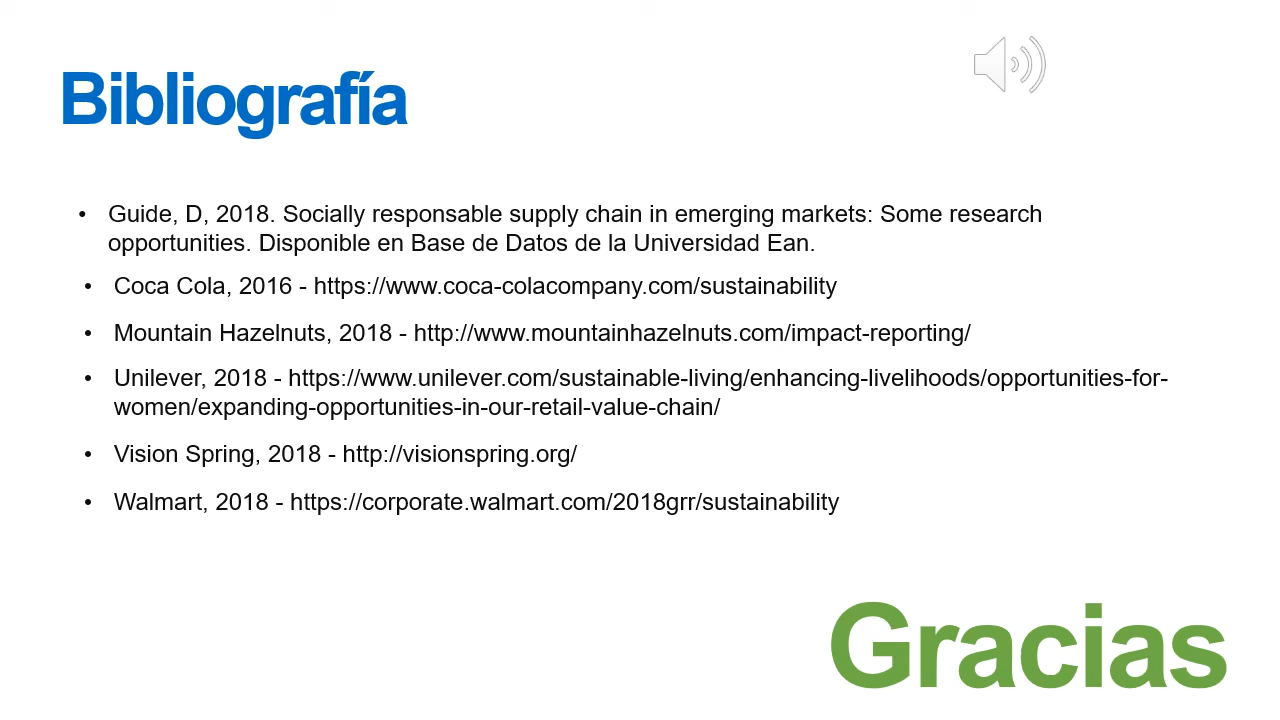 Bibliografía
• Guide, D, 2018. Socially responsable supply chain in emerging markets: Some research
opportunities. Disponible en Base de Datos de la Universidad Ean.
• Coca Cola, 2016 - https://www.coca-colacompany.com/sustainability
• Mountain Hazelnuts, 2018 - http://www.mountainhazelnuts.com/impact-reporting/
• Unilever, 2018 - https://www.unilever.com/sustainable-living/enhancing-livelihoods/opportunities-for-
women/expanding-opportunities-in-our-retail-value-chain/
• Vision Spring, 2018 - http://visionspring.org/
• Walmart, 2018 - https://corporate.walmart.com/2018grr/sustainability
Gracias